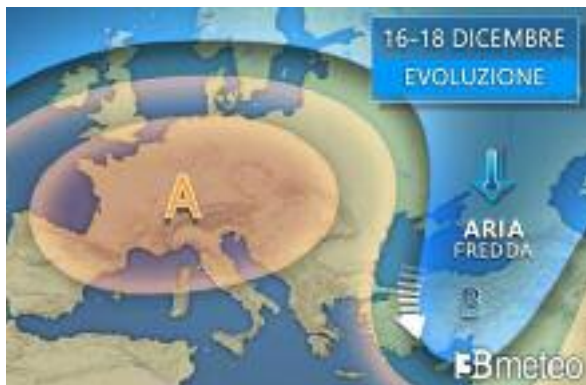 16-18 DICEMBRE
EVOLUZIONE
A
ARIA
FREDDA
3Bmeteo